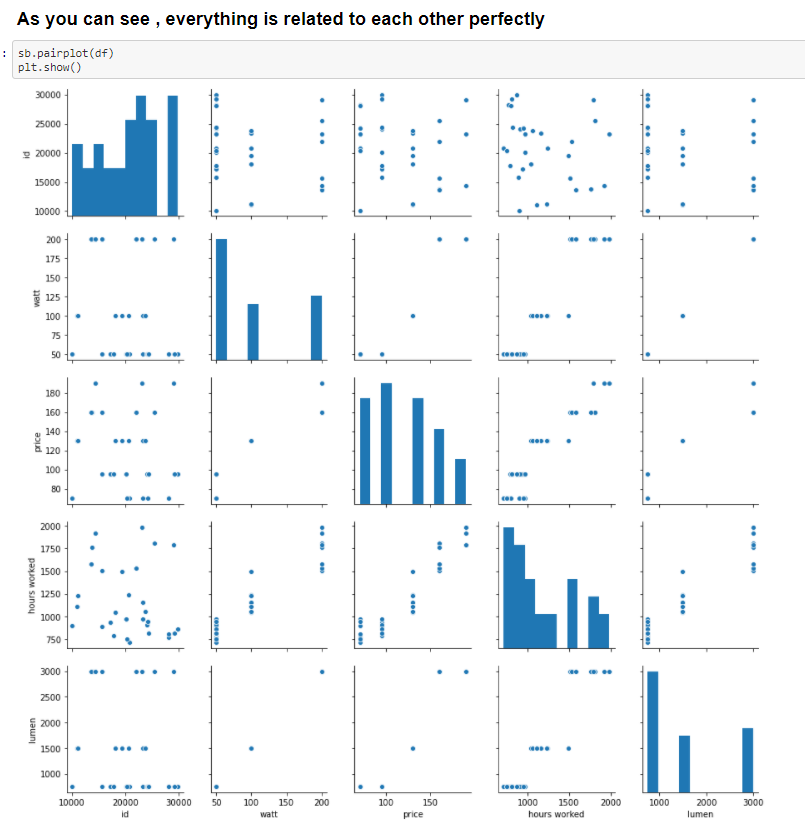 As you can see , everything is related to each other perfectly
: sb.pairplot(df)
plt.show()
30000
25000
20000
15000
10000
id
200
175
150
125
100
75
50
watt
180
160
140
120
100
80
price
2000
1750
1500
1250
1000
750
hours worked
3000
2500
2000
1500
1000
lumen
10000 20000 30000 50 100 150 200 100 150 1000 1500 2000 1000 2000 3000
id watt price hours worked lumen